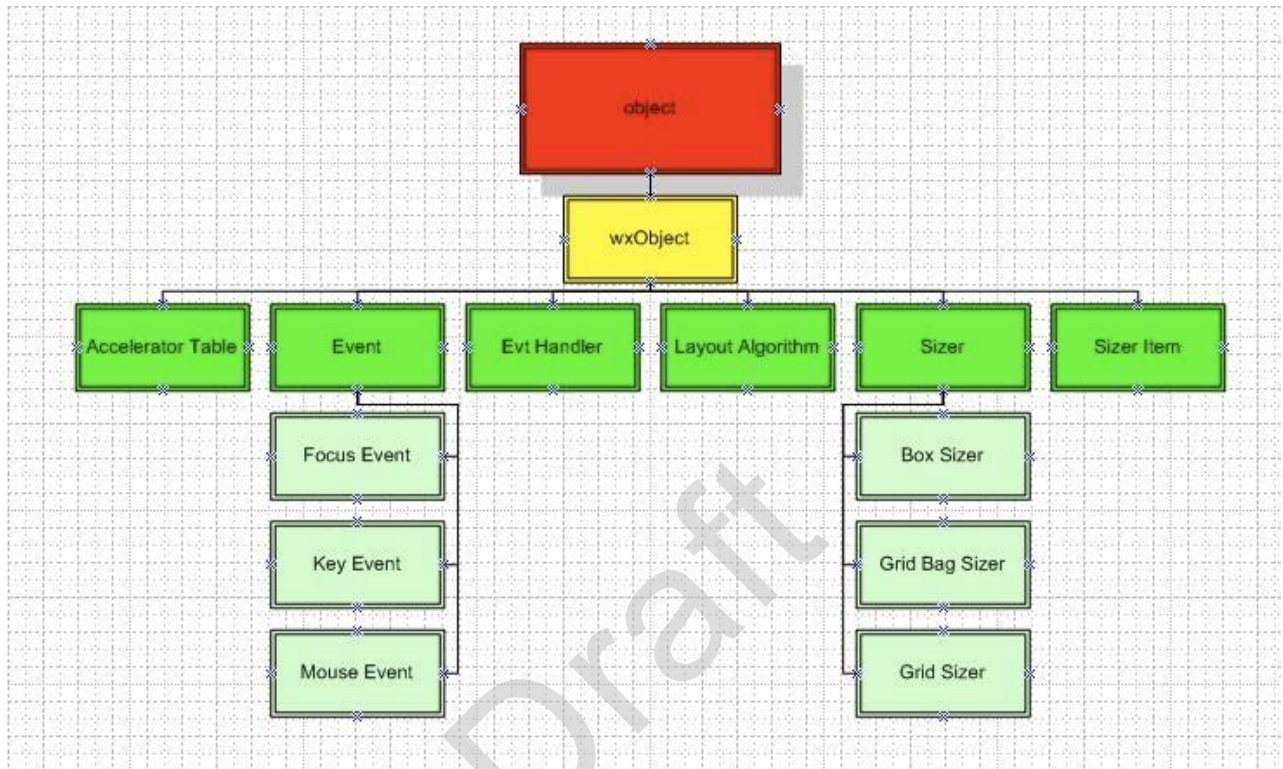 object
wxObject
Accelerator Table
Event
Evt Handler
Layout Algorithm
Sizer
Sizer Item
Focus Event
Box Sizer
Key Event
Grid Bag Sizer
Mouse Event
Grid Sizer
Draft